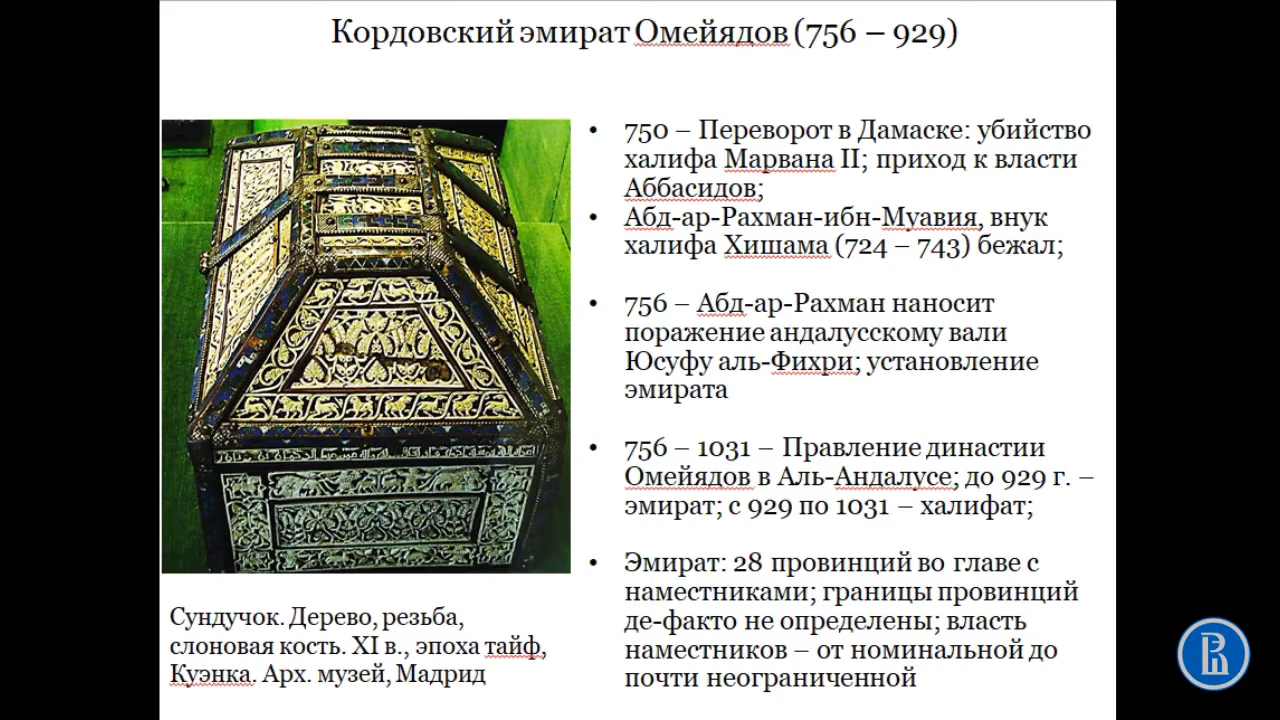 Кордовский эмират Омейядов (756 – 929)
• 750 – Переворот в Дамаске: убийство
халифа Марвана II; приход к власти
Аббасидов;
• Абд-ар-Рахман-ибн-Муавия, внук
халифа Хишама (724 – 743) бежал;
• 756 – Абд-ар-Рахман наносит
поражение андалусскому вали
Юсуфу аль-Фихри; установление
эмирата
• 756 – 1031 – Правление династии
Омейядов в Аль-Андалусе; до 929 г. –
эмират; с 929 по 1031 – халифат;
• Эмират: 28 провинций во главе с
наместниками; границы провинций
де-факто не определены; власть
наместников – от номинальной до
почти неограниченной
Сундучок. Дерево, резьба,
слоновая кость. XI в., эпоха тайф,
Куэнка. Арх. музей, Мадрид